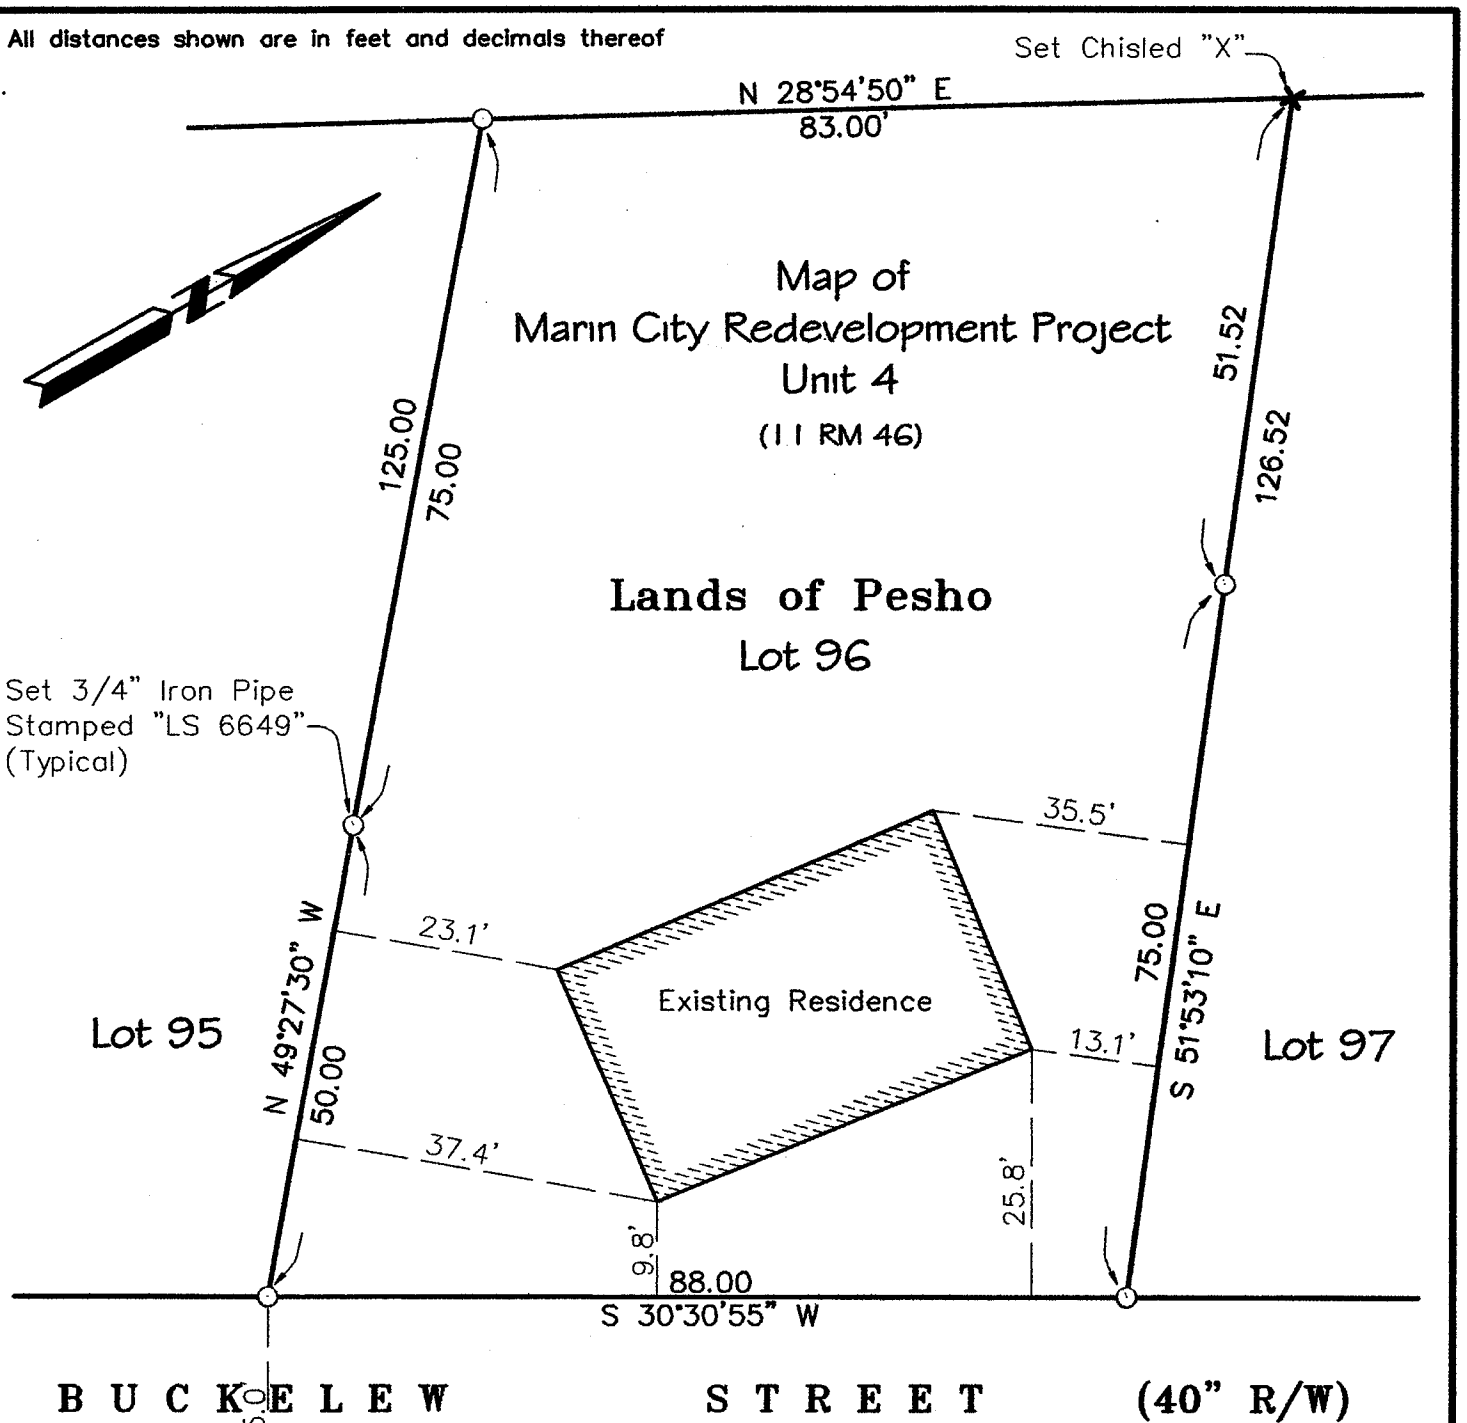 All distances shown are in feet and decimals thereof
Set Chisled "X"
N 28°54'50" E
83.00'
N
Map of
Marin City Redevelopment Project
Unit 4
(11 RM 46)
51.52
126.52
125.00
75.00
Lands of Pesho
Lot 96
Set 3/4" Iron Pipe
Stamped "LS 6649"
(Typical)
35.5'
23.1'
Existing Residence
75.00
S 51°53'10" E
N 49°27'30" W
50.00
Lot 95
13.1'
Lot 97
37.4'
25.8'
9.8'
88.00
S 30°30'55" W
BUCKELEW STREET (40" R/W)